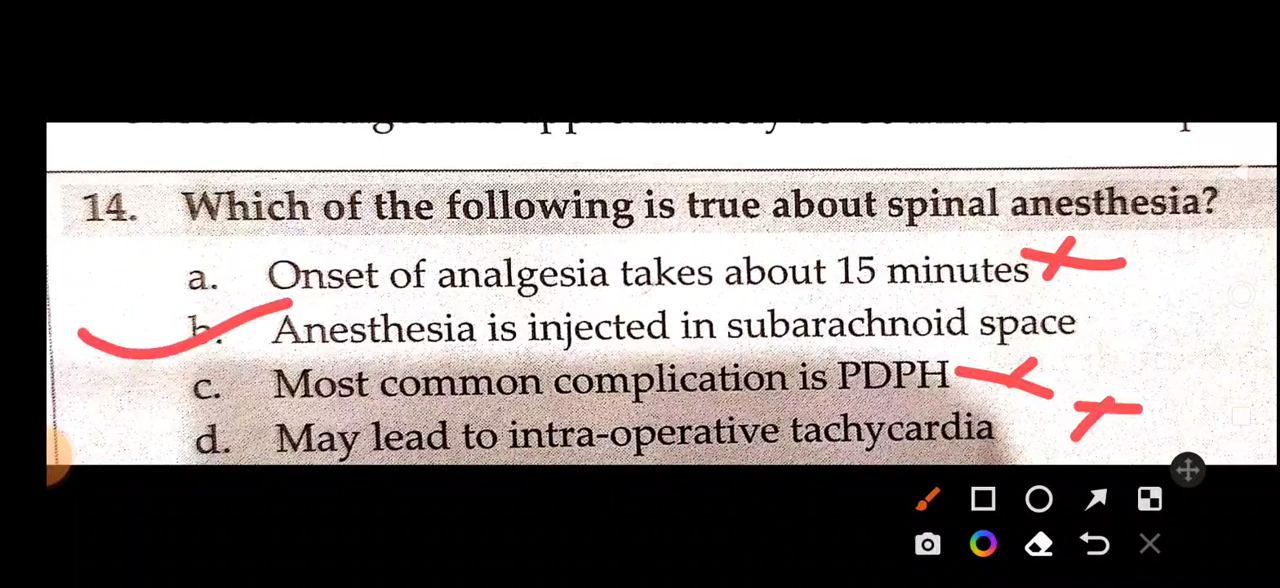 14. Which of the following is true about spinal anesthesia?
a. Onset of analgesia takes about 15 minutes
b. Anesthesia is injected in subarachnoid space
c. Most common complication is PDPH
d. May lead to intra-operative tachycardia